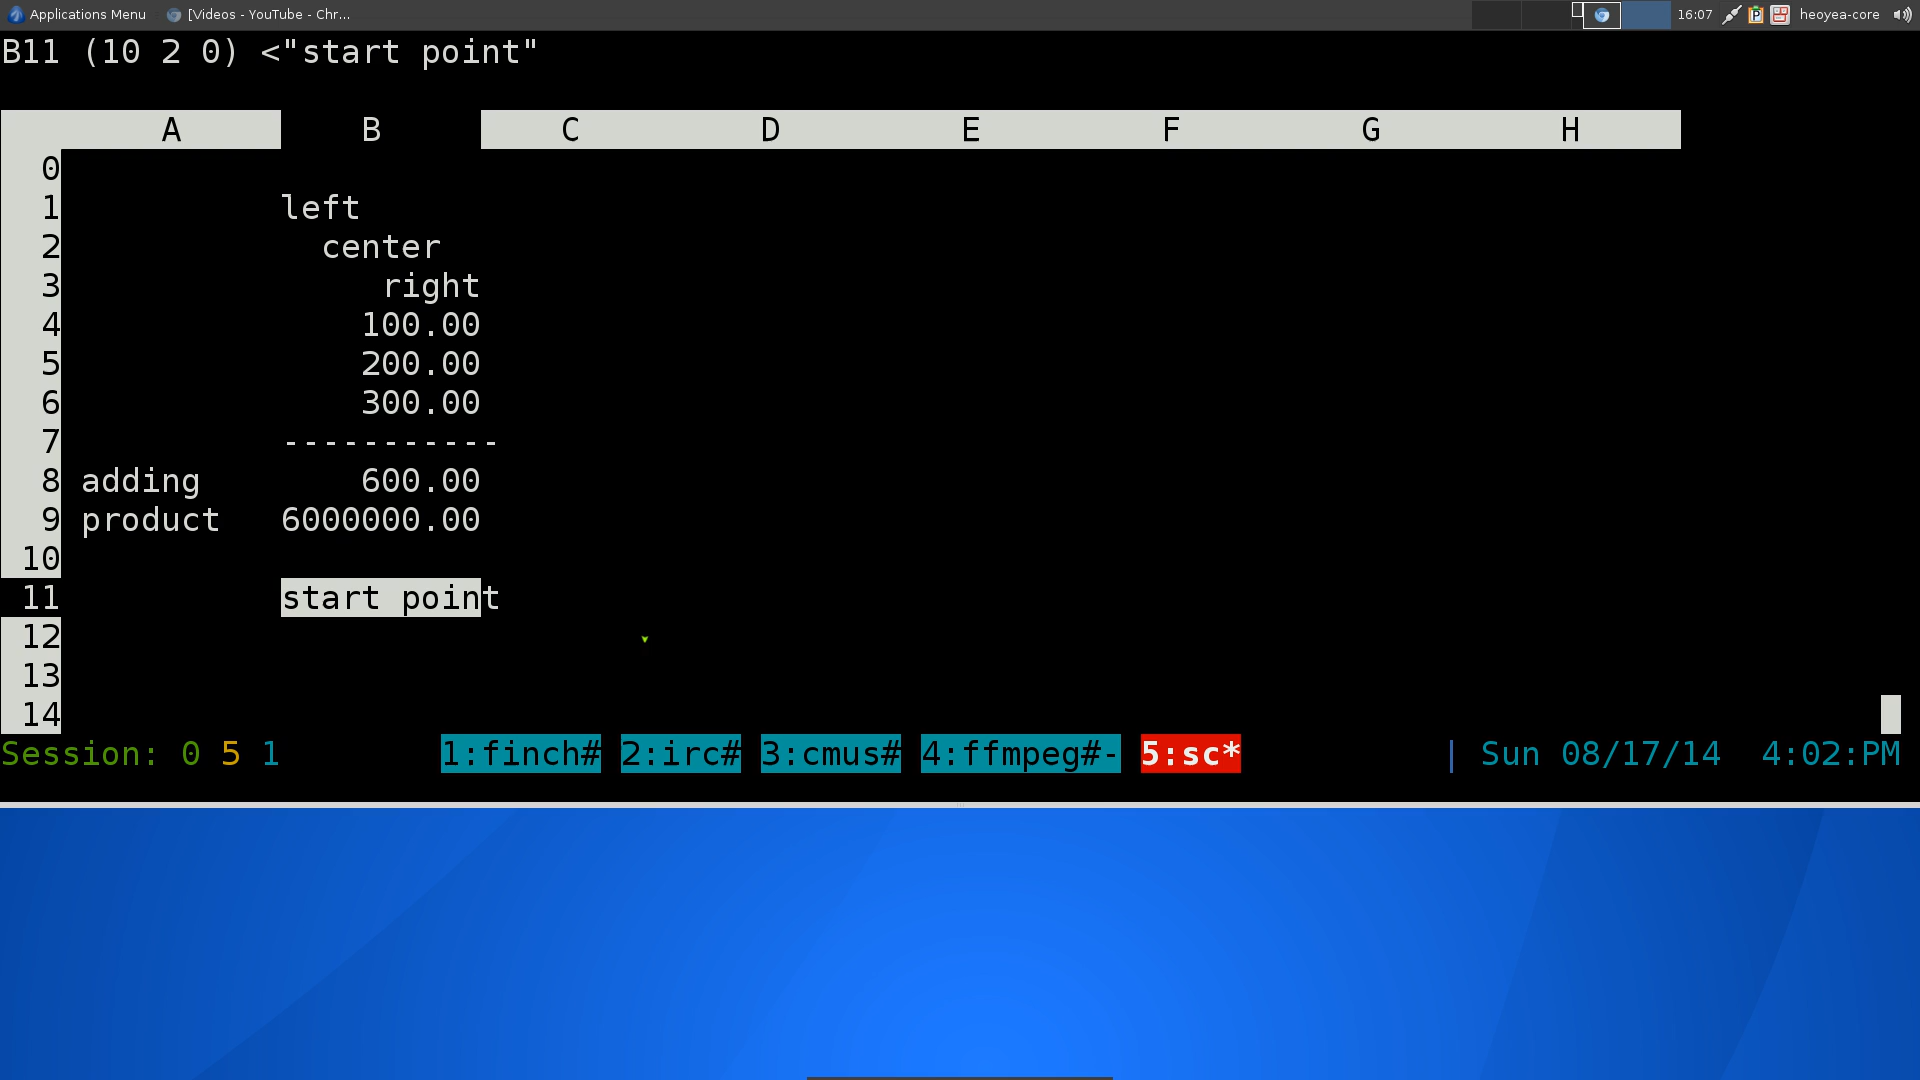 Applications Menu [Videos - YouTube - Chr... 16:07 heoyea-core
B11 (10 2 0) <"start point"
A B C D E F G H
0
1 left
2 center
3 right
4 100.00
5 200.00
6 300.00
7 -----------
8 adding 600.00
9 product 6000000.00
10
11 start point
12
13
14
Session: 0 5 1 1:finch# 2:irc# 3:cmus# 4:ffmpeg#- 5:sc* | Sun 08/17/14 4:02:PM